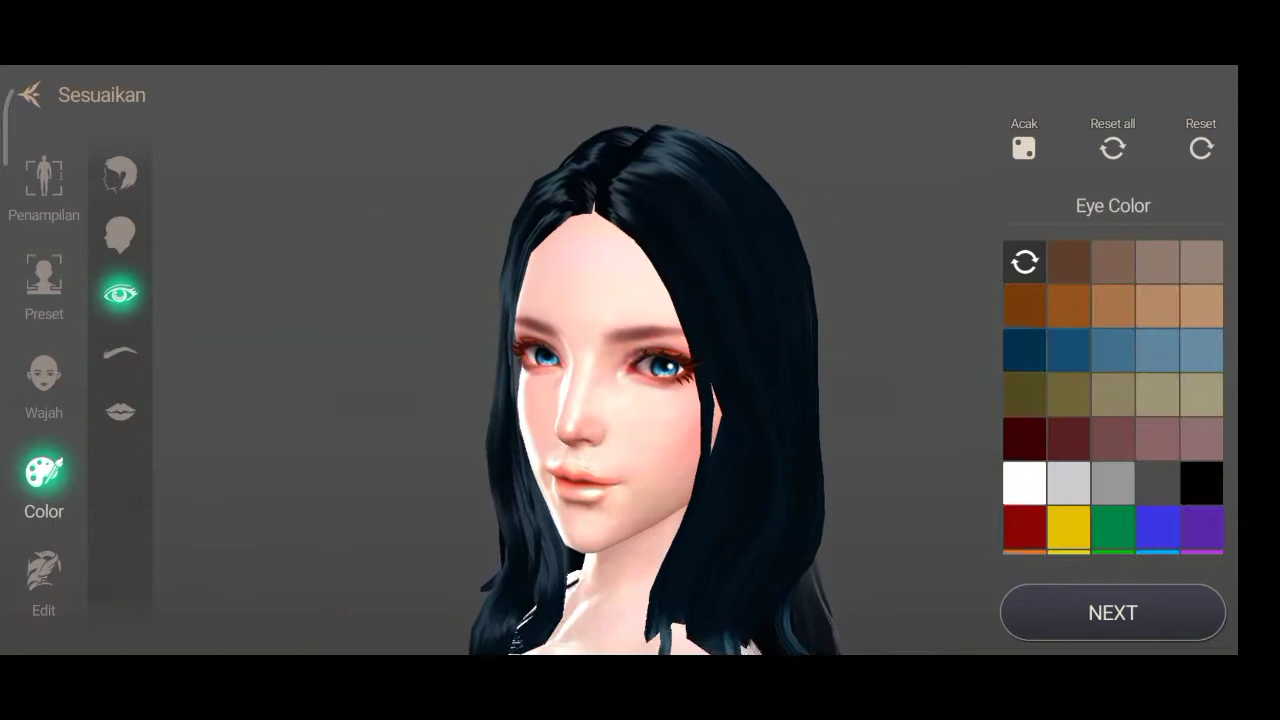 Sesuaikan
Penampilan
Preset
Wajah
Color
Edit
Acak
Reset all
Reset
Eye Color
NEXT